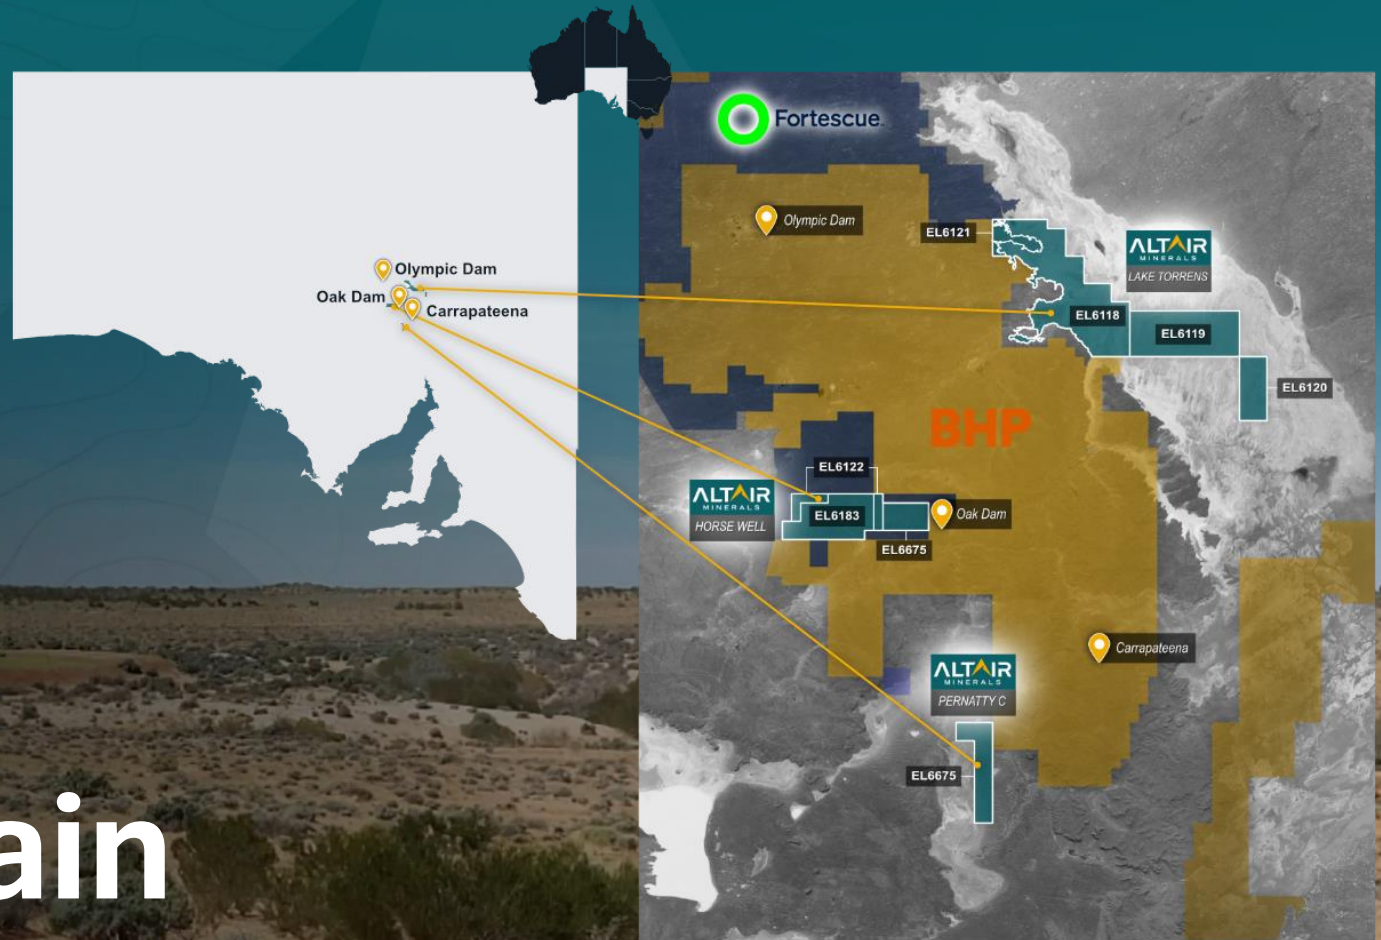 Fortescue
Olympic Dam
EL6121
ALTAIR
MINERALS
LAKE TORRENS
Olympic Dam
Oak Dam
Carrapateena
EL6118
EL6119
EL6120
BHP
EL6122
ALTAIR
MINERALS
HORSE WELL
EL6183
Oak Dam
EL6675
Carrapateena
ALTAIR
MINERALS
PERNATTY C
EL6675
ain